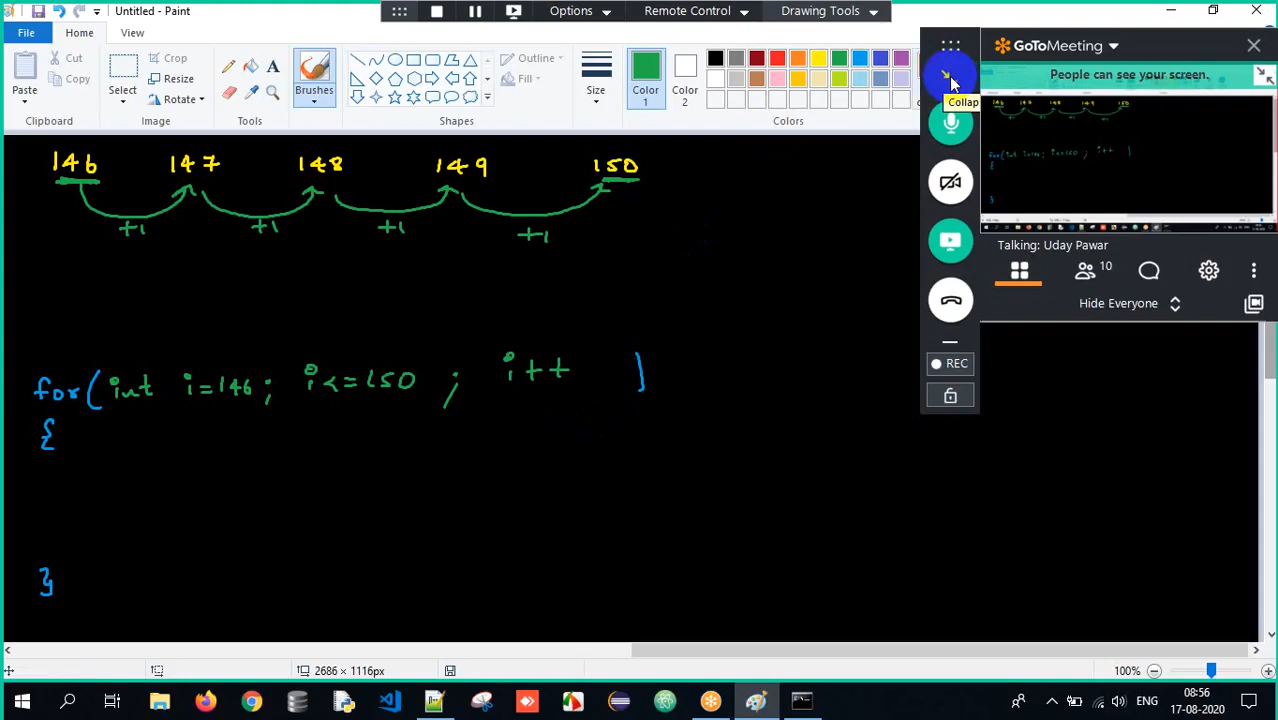 Untitled - Paint
Options
Remote Control
Drawing Tools
File
Home
View
Paste
Cut
Copy
Clipboard
Select
Crop
Resize
Rotate
Image
Tools
Brushes
Shapes
Outline
Fill
Size
Color 1
Color 2
Colors
Collap
GoToMeeting
People can see your screen.
Talking: Uday Pawar
10
Hide Everyone
REC
146 147 148 149 150
+1 +1 +1 +1
for(int i=146; i<=150; i++)
{
}
2686 × 1116px
100%
ENG
08:56
17-08-2020